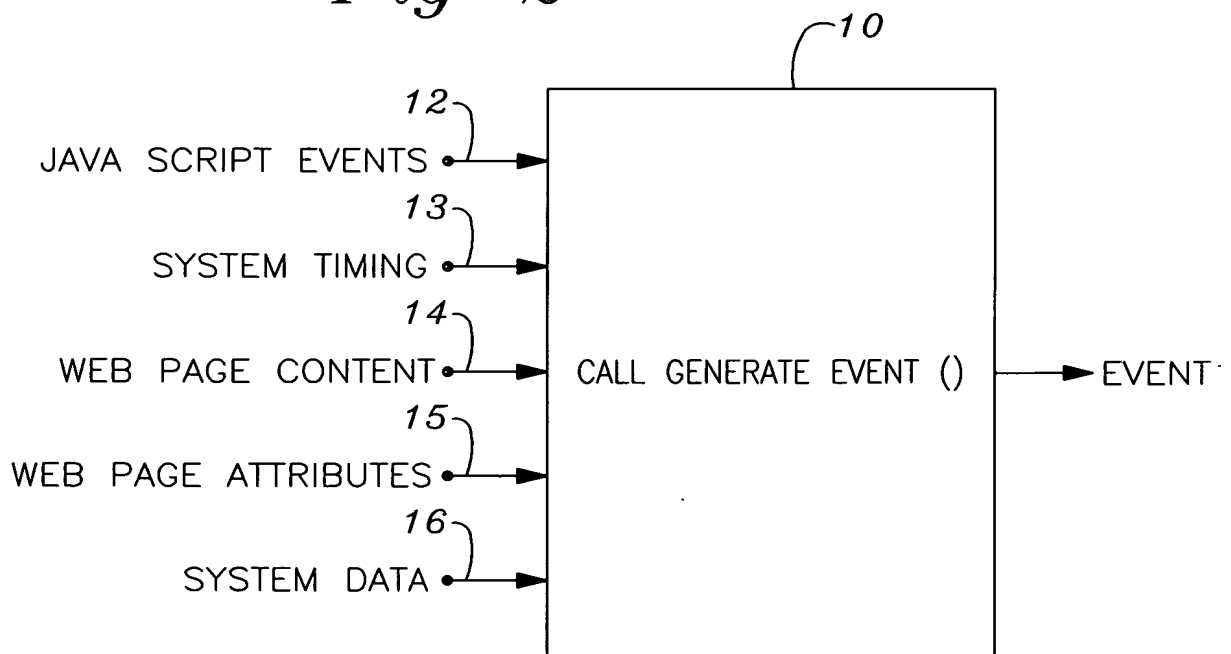 10
12
JAVA SCRIPT EVENTS
13
SYSTEM TIMING
14
WEB PAGE CONTENT
CALL GENERATE EVENT ()
EVENT
15
WEB PAGE ATTRIBUTES
16
SYSTEM DATA